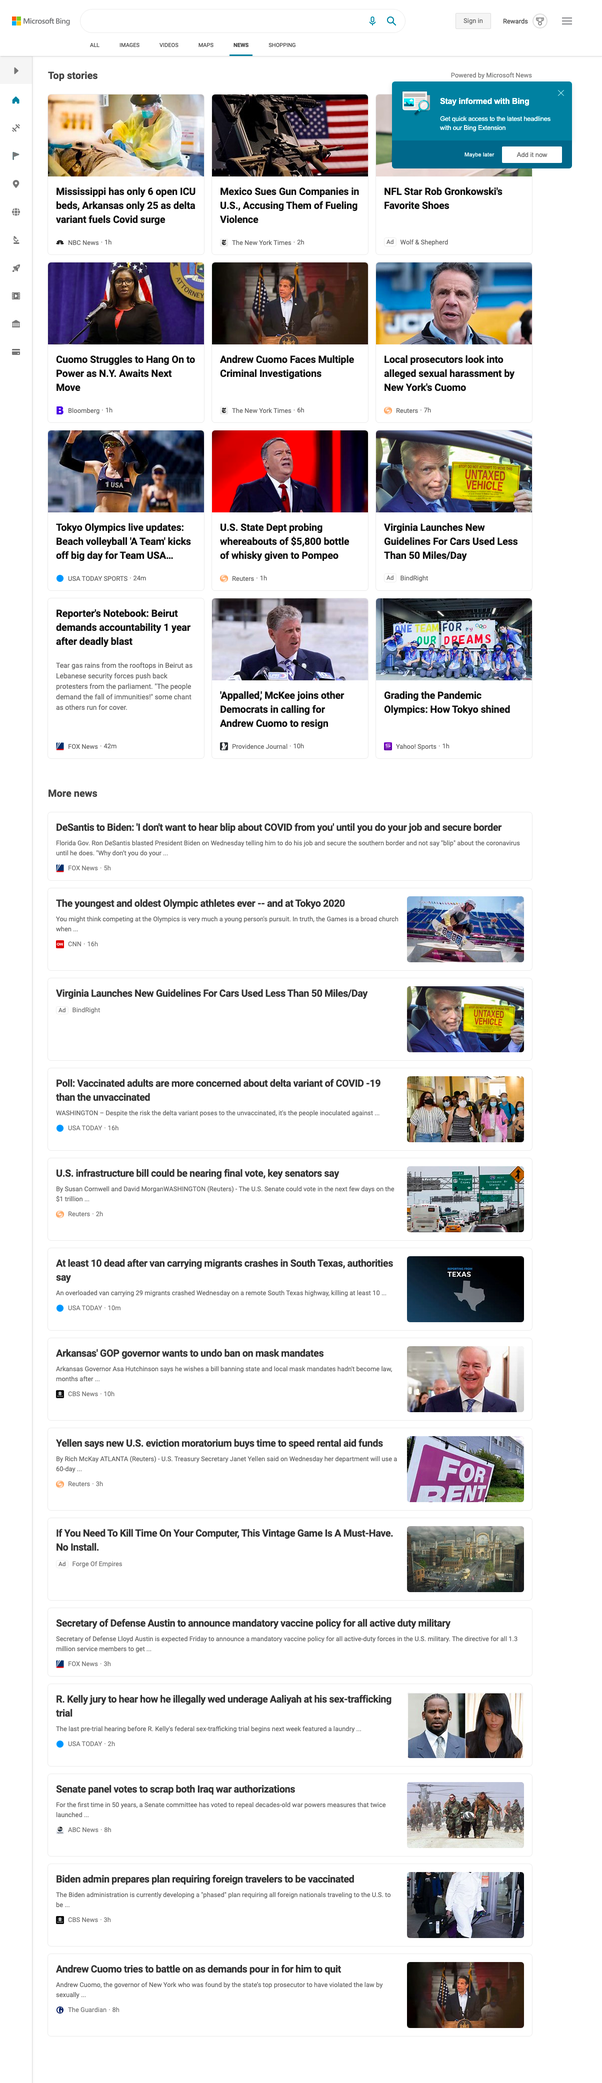 Microsoft Bing
Sign in
Rewards
ALL
IMAGES
VIDEOS
MAPS
NEWS
SHOPPING
Top stories
Powered by Microsoft News
Stay informed with Bing
Get quick access to the latest headlines
with our Bing Extension
Maybe later
Add it now
Mississippi has only 6 open ICU
beds, Arkansas only 25 as delta
variant fuels Covid surge
NBC News · 1h
Mexico Sues Gun Companies in
U.S., Accusing Them of Fueling
Violence
The New York Times · 2h
NFL Star Rob Gronkowski's
Favorite Shoes
Ad Wolf & Shepherd
ATTORNEY
Cuomo Struggles to Hang On to
Power as N.Y. Awaits Next
Move
Bloomberg · 1h
Andrew Cuomo Faces Multiple
Criminal Investigations
The New York Times · 6h
Local prosecutors look into
alleged sexual harassment by
New York's Cuomo
Reuters · 7h
1 USA
Tokyo Olympics live updates:
Beach volleyball 'A Team' kicks
off big day for Team USA...
USA TODAY SPORTS · 24m
U.S. State Dept probing
whereabouts of $5,800 bottle
of whisky given to Pompeo
Reuters · 1h
UNTAXED
VEHICLE
Virginia Launches New
Guidelines For Cars Used Less
Than 50 Miles/Day
Ad BindRight
Reporter's Notebook: Beirut
demands accountability 1 year
after deadly blast
Tear gas rains from the rooftops in Beirut as
Lebanese security forces push back
protesters from the parliament. "The people
demand the fall of immunities!" some chant
as others run for cover.
FOX News · 42m
'Appalled,' McKee joins other
Democrats in calling for
Andrew Cuomo to resign
Providence Journal · 10h
ONE TEAM FOR
OUR DREAMS
Grading the Pandemic
Olympics: How Tokyo shined
Yahoo! Sports · 1h
More news
DeSantis to Biden: 'I don't want to hear blip about COVID from you' until you do your job and secure border
Florida Gov. Ron DeSantis blasted President Biden on Wednesday telling him to do his job and secure the southern border and not say "blip" about the coronavirus
until he does. "Why don't you do your ...
FOX News · 5h
The youngest and oldest Olympic athletes ever -- and at Tokyo 2020
You might think competing at the Olympics is very much a young person's pursuit. In truth, the Games is a broad church
when ...
CNN · 16h
Virginia Launches New Guidelines For Cars Used Less Than 50 Miles/Day
Ad BindRight
UNTAXED
VEHICLE
Poll: Vaccinated adults are more concerned about delta variant of COVID -19
than the unvaccinated
WASHINGTON – Despite the risk the delta variant poses to the unvaccinated, it's the people inoculated against ...
USA TODAY · 16h
U.S. infrastructure bill could be nearing final vote, key senators say
By Susan Cornwell and David MorganWASHINGTON (Reuters) - The U.S. Senate could vote in the next few days on the
$1 trillion ...
Reuters · 2h
At least 10 dead after van carrying migrants crashes in South Texas, authorities
say
An overloaded van carrying 29 migrants crashed Wednesday on a remote South Texas highway, killing at least 10 ...
USA TODAY · 10m
TEXAS
Arkansas' GOP governor wants to undo ban on mask mandates
Arkansas Governor Asa Hutchinson says he wishes a bill banning state and local mask mandates hadn't become law,
months after ...
CBS News · 10h
Yellen says new U.S. eviction moratorium buys time to speed rental aid funds
By Rich McKay ATLANTA (Reuters) - U.S. Treasury Secretary Janet Yellen said on Wednesday her department will use a
60-day ...
Reuters · 3h
FOR
RENT
If You Need To Kill Time On Your Computer, This Vintage Game Is A Must-Have.
No Install.
Ad Forge Of Empires
Secretary of Defense Austin to announce mandatory vaccine policy for all active duty military
Secretary of Defense Lloyd Austin is expected Friday to announce a mandatory vaccine policy for all active-duty forces in the U.S. military. The directive for all 1.3
million service members to get ...
FOX News · 3h
R. Kelly jury to hear how he illegally wed underage Aaliyah at his sex-trafficking
trial
The last pre-trial hearing before R. Kelly's federal sex-trafficking trial begins next week featured a laundry ...
USA TODAY · 2h
Senate panel votes to scrap both Iraq war authorizations
For the first time in 50 years, a Senate committee has voted to repeal decades-old war powers measures that twice
launched ...
ABC News · 8h
Biden admin prepares plan requiring foreign travelers to be vaccinated
The Biden administration is currently developing a "phased" plan requiring all foreign nationals traveling to the U.S. to
be ...
CBS News · 3h
Andrew Cuomo tries to battle on as demands pour in for him to quit
Andrew Cuomo, the governor of New York who was found by the state's top prosecutor to have violated the law by
sexually ...
The Guardian · 8h